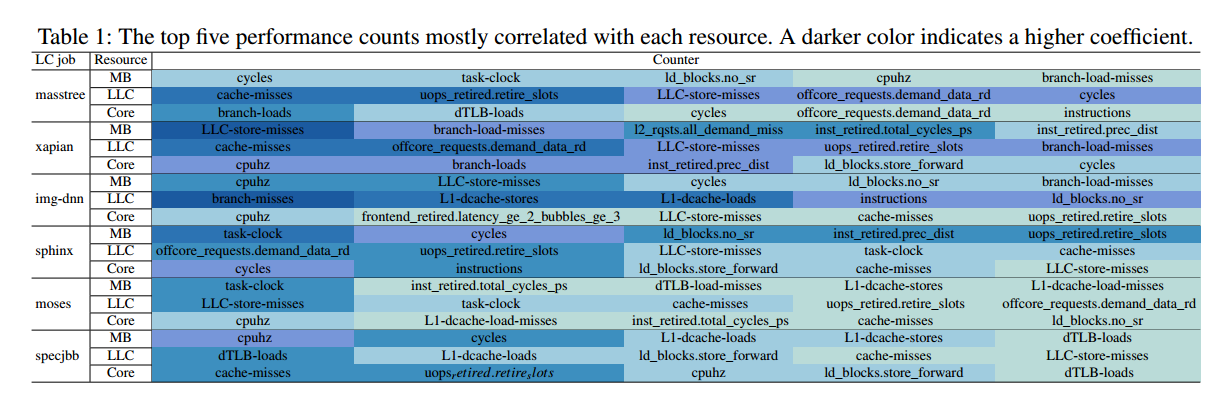 Table 1: The top five performance counts mostly correlated with each resource. A darker color indicates a higher coefficient.
LC job Resource Counter
MB cycles task-clock ld_blocks.no_sr cpuhz branch-load-misses
masstree LLC cache-misses uops_retired.retire_slots LLC-store-misses offcore_requests.demand_data_rd cycles
Core branch-loads dTLB-loads cycles offcore_requests.demand_data_rd instructions
MB LLC-store-misses branch-load-misses l2_rqsts.all_demand_miss inst_retired.total_cycles_ps inst_retired.prec_dist
xapian LLC cache-misses offcore_requests.demand_data_rd LLC-store-misses uops_retired.retire_slots branch-load-misses
Core cpuhz branch-loads inst_retired.prec_dist ld_blocks.store_forward cycles
MB cpuhz LLC-store-misses cycles ld_blocks.no_sr branch-load-misses
img-dnn LLC branch-misses L1-dcache-stores L1-dcache-loads instructions ld_blocks.no_sr
Core cpuhz frontend_retired.latency_ge_2_bubbles_ge_3 LLC-store-misses cache-misses uops_retired.retire_slots
MB task-clock cycles ld_blocks.no_sr inst_retired.prec_dist uops_retired.retire_slots
sphinx LLC offcore_requests.demand_data_rd uops_retired.retire_slots LLC-store-misses task-clock cache-misses
Core cycles instructions ld_blocks.store_forward cache-misses LLC-store-misses
MB task-clock inst_retired.total_cycles_ps dTLB-load-misses L1-dcache-stores L1-dcache-load-misses
moses LLC LLC-store-misses task-clock cache-misses uops_retired.retire_slots offcore_requests.demand_data_rd
Core cpuhz L1-dcache-load-misses inst_retired.total_cycles_ps cache-misses ld_blocks.no_sr
MB cpuhz cycles L1-dcache-loads L1-dcache-stores dTLB-loads
specjbb LLC dTLB-loads L1-dcache-loads ld_blocks.store_forward cache-misses LLC-store-misses
Core cache-misses uopsᵣetired.retireₛlots cpuhz ld_blocks.store_forward dTLB-loads